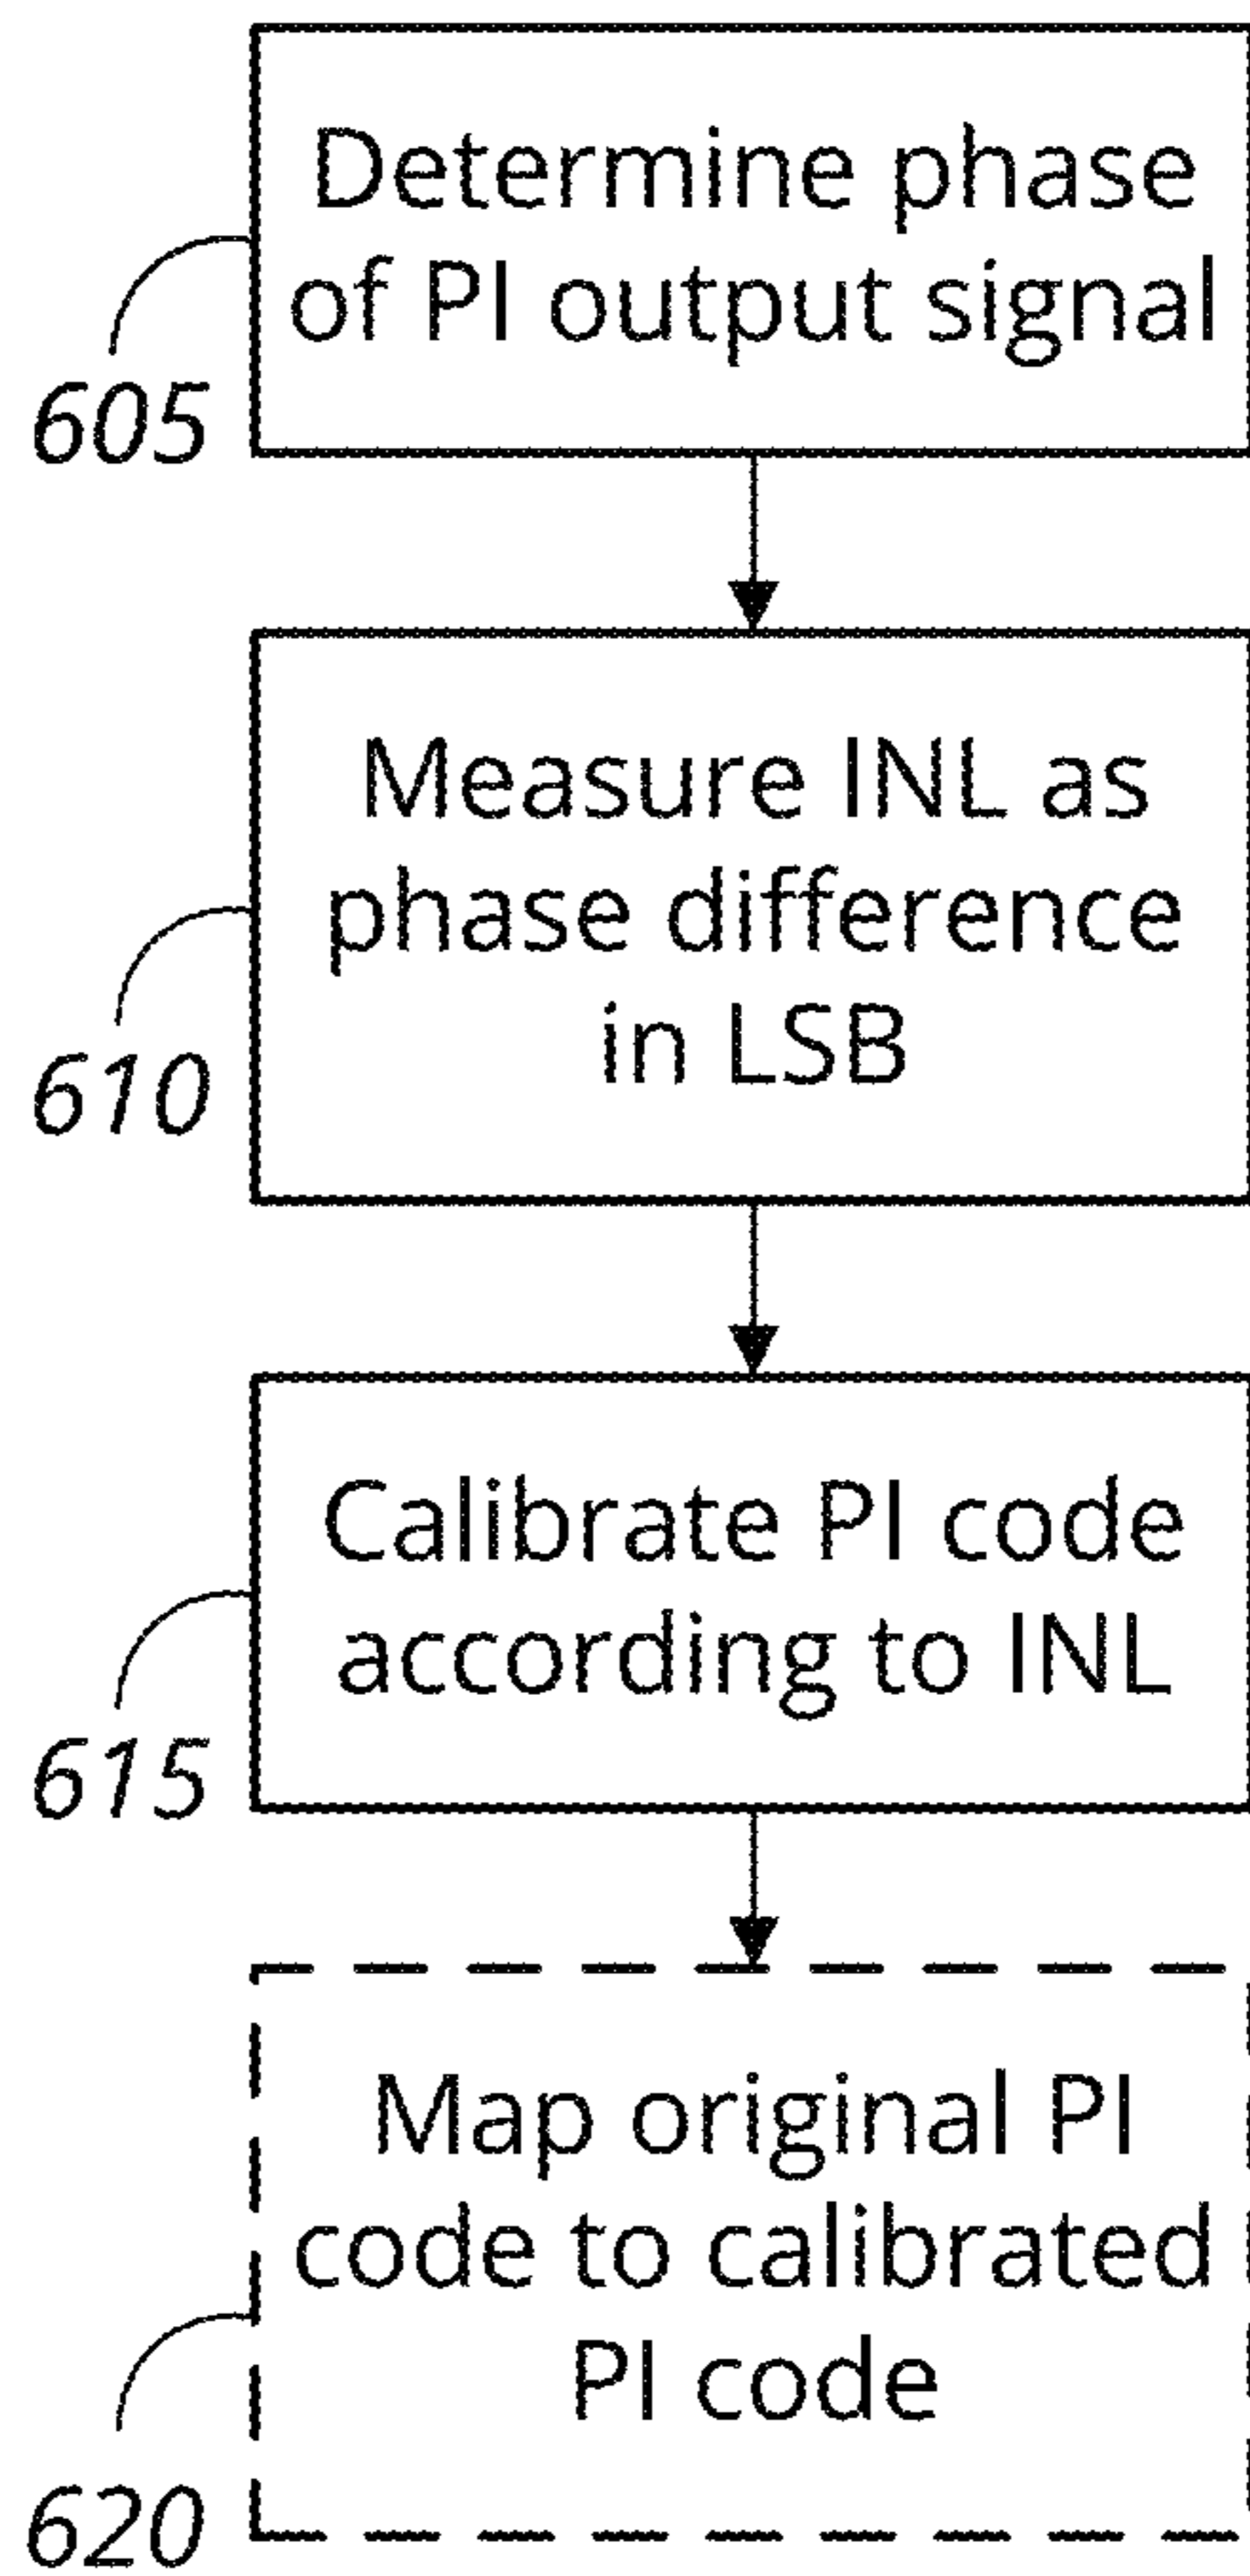 Determine phase
of PI output signal
605
Measure INL as
phase difference
in LSB
610
Calibrate PI code
according to INL
615
Map original PI
code to calibrated
PI code
620